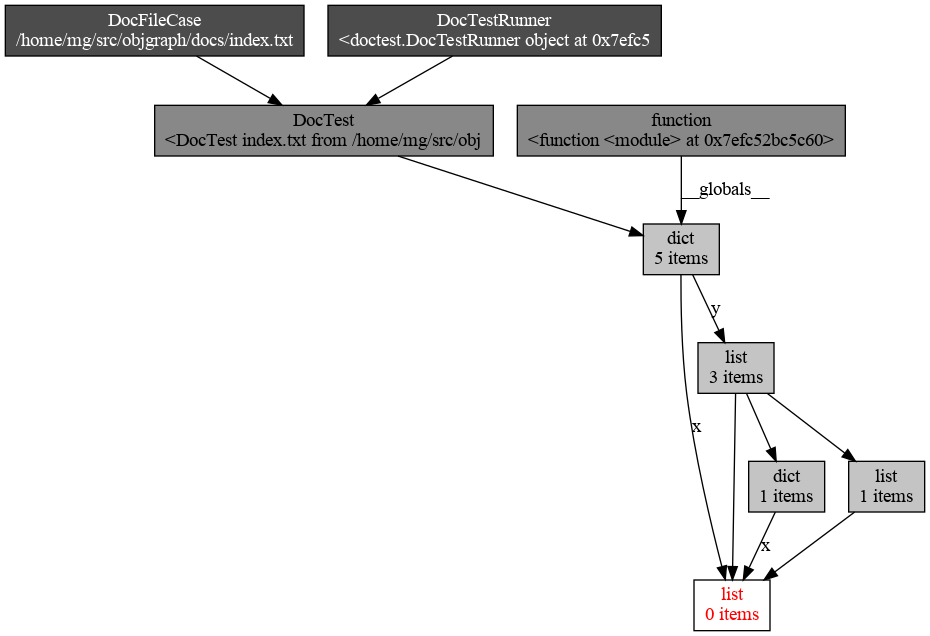 DocFileCase
/home/mg/src/objgraph/docs/index.txt
DocTestRunner
<doctest.DocTestRunner object at 0x7efc5
DocTest
<DocTest index.txt from /home/mg/src/obj
function
<function <module> at 0x7efc52bc5c60>
__globals__
dict
5 items
y
list
3 items
x
dict
1 items
list
1 items
x
list
0 items